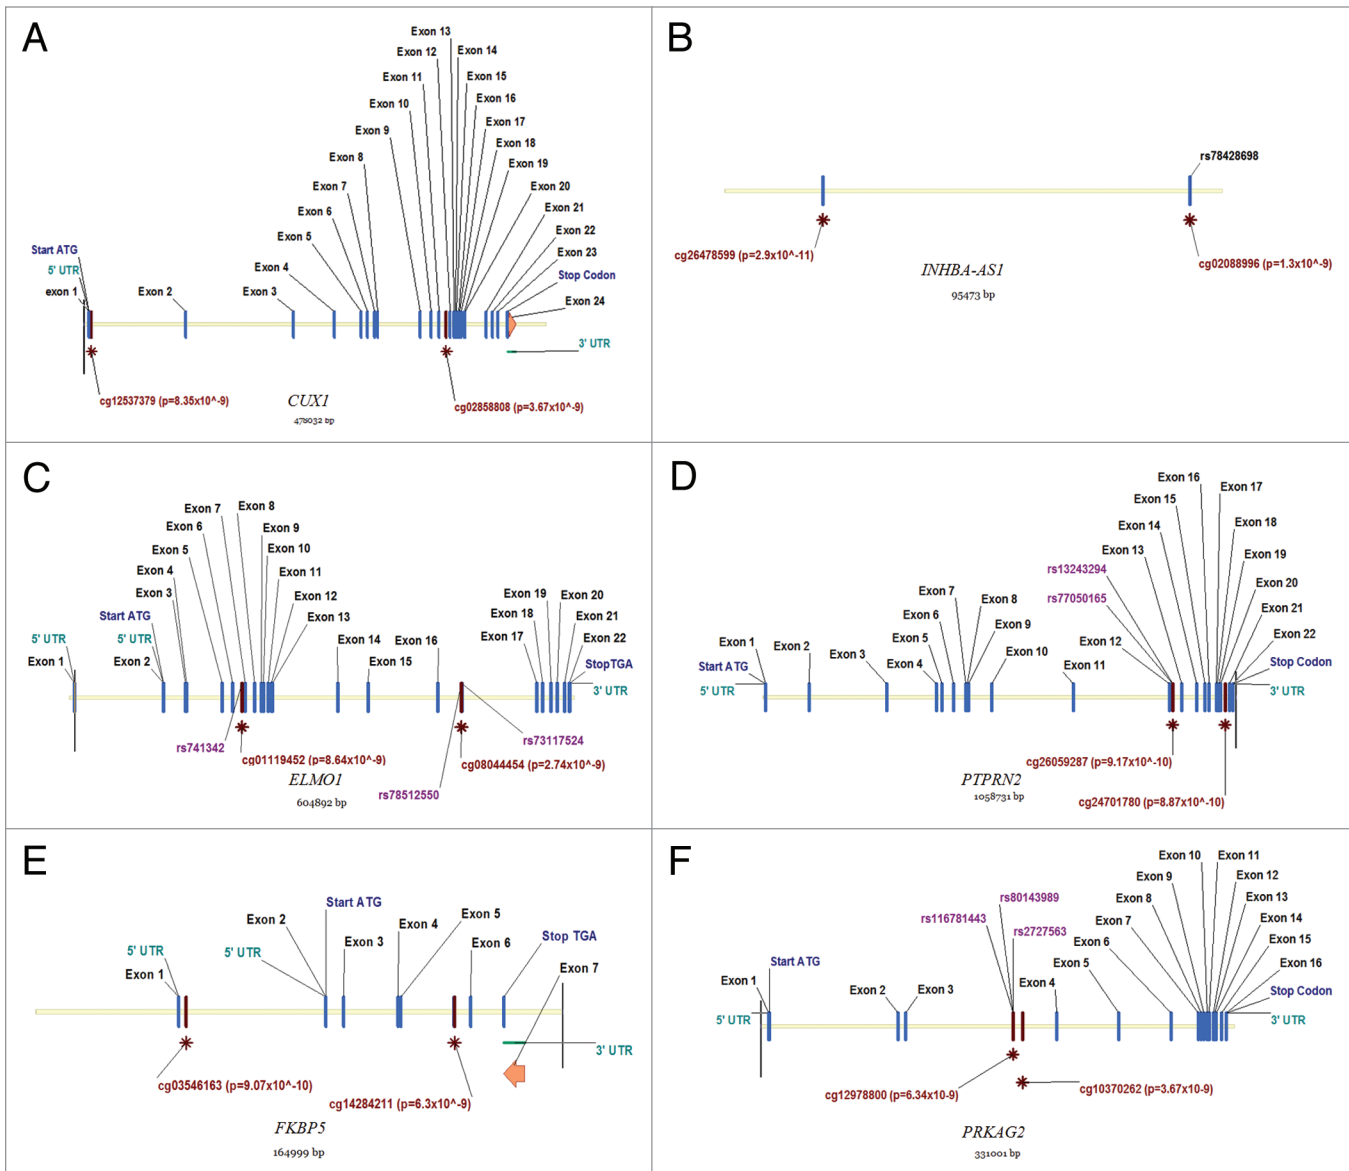 A
Exon 13
Exon 12
Exon 14
Exon 11
Exon 15
Exon 10
Exon 16
Exon 9
Exon 17
Exon 8
Exon 18
Exon 7
Exon 19
Exon 6
Exon 20
Exon 5
Exon 21
Start ATG
Exon 22
5' UTR
Exon 4
Exon 23
exon 1
Exon 2
Exon 3
Stop Codon
Exon 24
3' UTR
cg12537379 (p=8.35x10^-9)
cg02858808 (p=3.67x10^-9)
CUX1
478032 bp
B
rs78428698
cg26478599 (p=2.9x10^-11)
cg02088996 (p=1.3x10^-9)
INHBA-AS1
95473 bp
C
Exon 7
Exon 8
Exon 6
Exon 9
Exon 5
Exon 10
Exon 4
Exon 11
Exon 3
Exon 12
Start ATG
Exon 13
5' UTR
5' UTR
Exon 14
Exon 16
Exon 1
Exon 2
Exon 15
Exon 19
Exon 20
Exon 18
Exon 21
Exon 17
Exon 22
StopTGA
3' UTR
rs741342
rs73117524
cg01119452 (p=8.64x10^-9)
cg08044454 (p=2.74x10^-9)
ELMO1
rs78512550
604892 bp
D
Exon 16
Exon 17
Exon 15
Exon 14
Exon 18
Exon 13
Exon 19
rs13243294
Exon 20
rs77050165
Exon 7
Exon 8
Exon 21
Exon 6
Exon 9
Exon 12
Exon 22
Exon 1
Exon 2
Exon 3
Exon 5
Exon 10
Start ATG
Exon 4
Exon 11
Stop Codon
5' UTR
3' UTR
cg26059287 (p=9.17x10^-10)
PTPRN2
1058731 bp
cg24701780 (p=8.87x10^-10)
E
Start ATG
Exon 2
Exon 5
Exon 4
5' UTR
5' UTR
Exon 3
Exon 6
Stop TGA
Exon 1
Exon 7
3' UTR
cg03546163 (p=9.07x10^-10)
cg14284211 (p=6.3x10^-9)
FKBP5
164999 bp
F
Exon 10
Exon 11
Exon 9
Exon 12
rs80143989
Exon 8
Exon 13
rs116781443
rs2727563
Exon 7
Exon 14
Exon 6
Exon 15
Start ATG
Exon 5
Exon 16
Exon 1
Exon 2
Exon 3
Exon 4
Stop Codon
5' UTR
3' UTR
cg12978800 (p=6.34x10-9)
cg10370262 (p=3.67x10-9)
PRKAG2
331001 bp